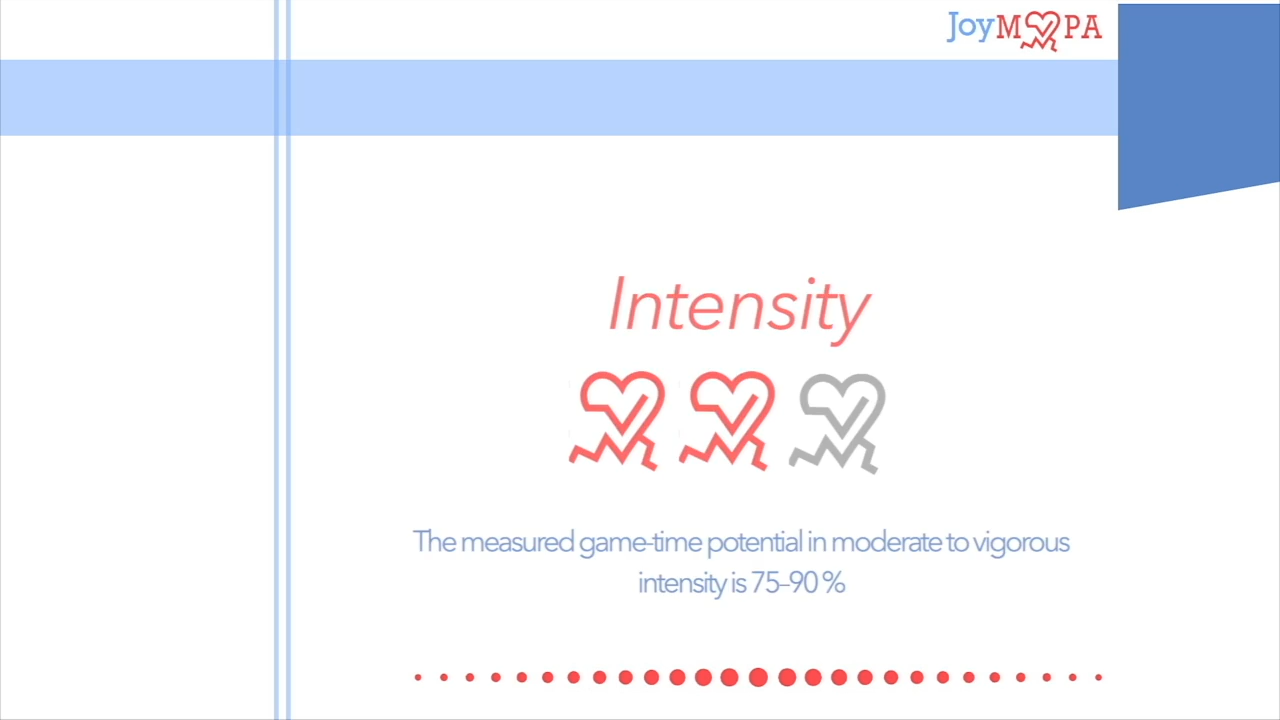 JoyMPA
Intensity
The measured game-time potential in moderate to vigorous
intensity is 75–90 %